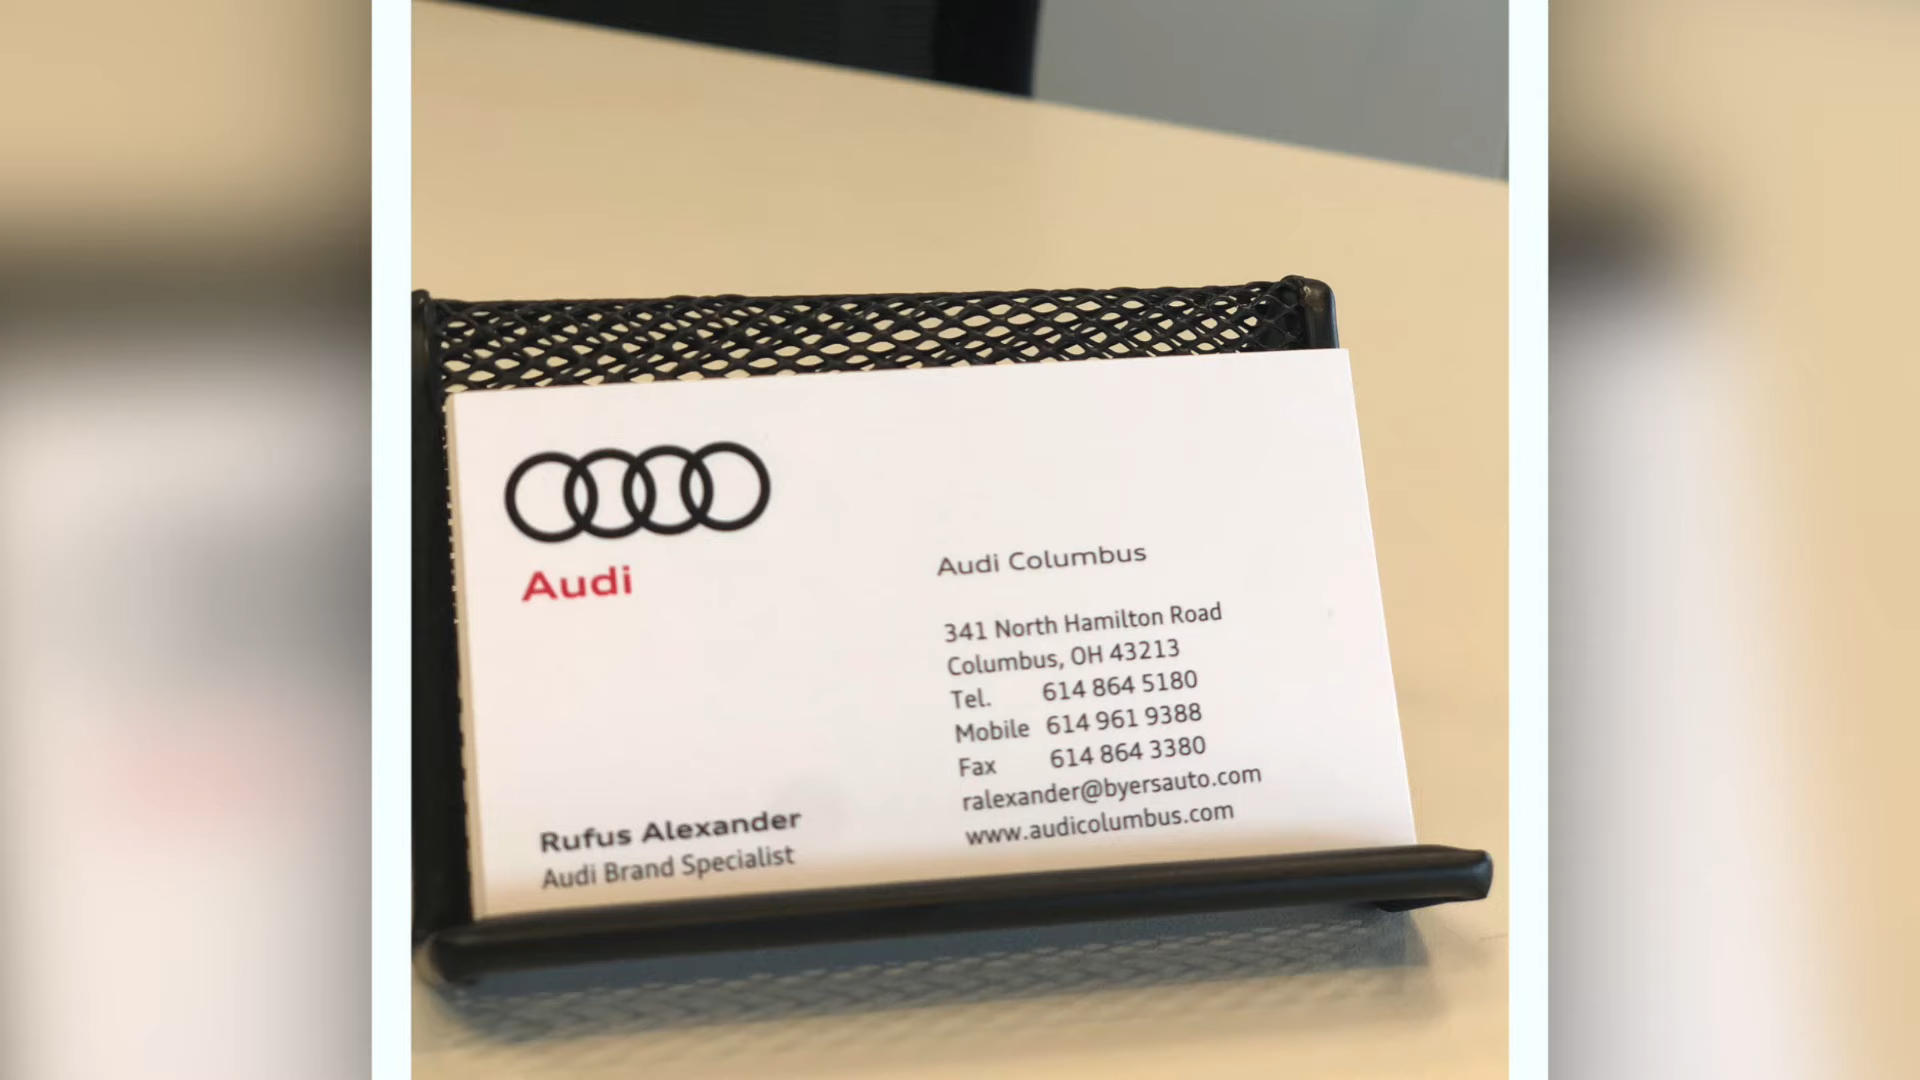 Audi
Audi Columbus
341 North Hamilton Road
Columbus, OH 43213
Tel. 614 864 5180
Mobile 614 961 9388
Fax 614 864 3380
ralexander@byersauto.com
www.audicolumbus.com
Rufus Alexander
Audi Brand Specialist